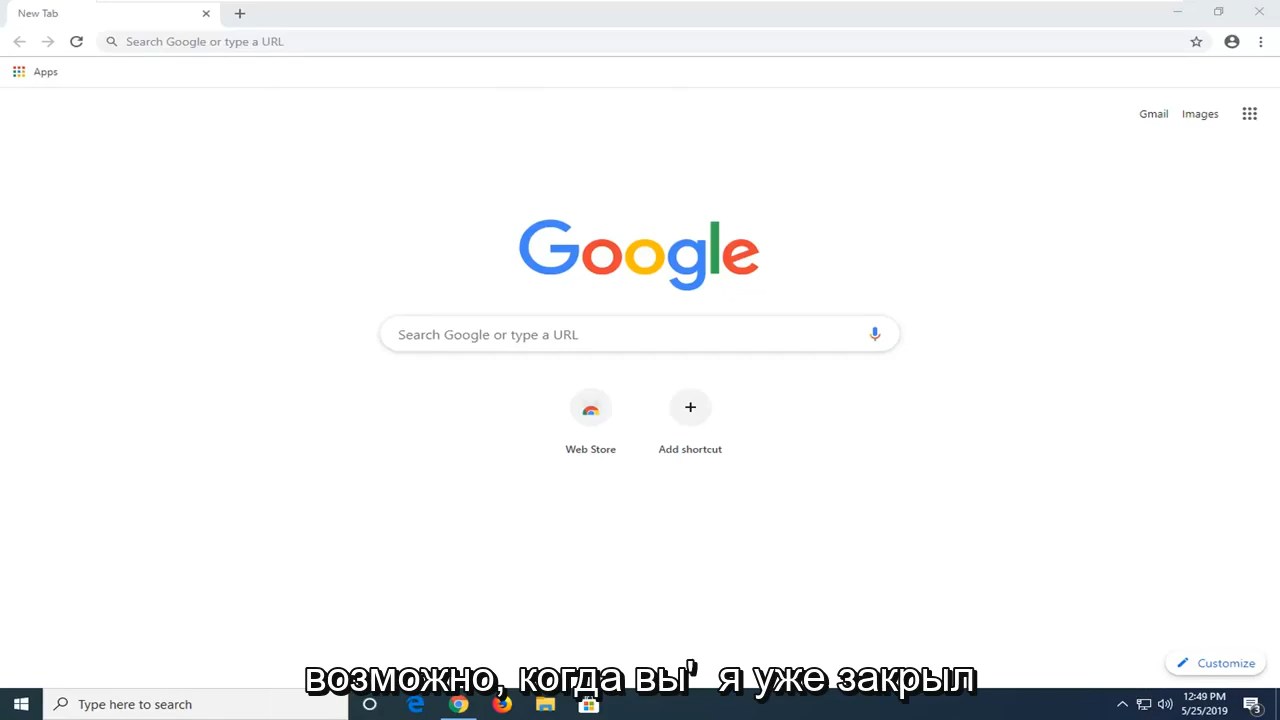 New Tab
Search Google or type a URL
Apps
Gmail Images
Google
Search Google or type a URL
Web Store Add shortcut
Customize
возможно, когда вы' я уже закрыл
Type here to search
12:49 PM
5/25/2019
3